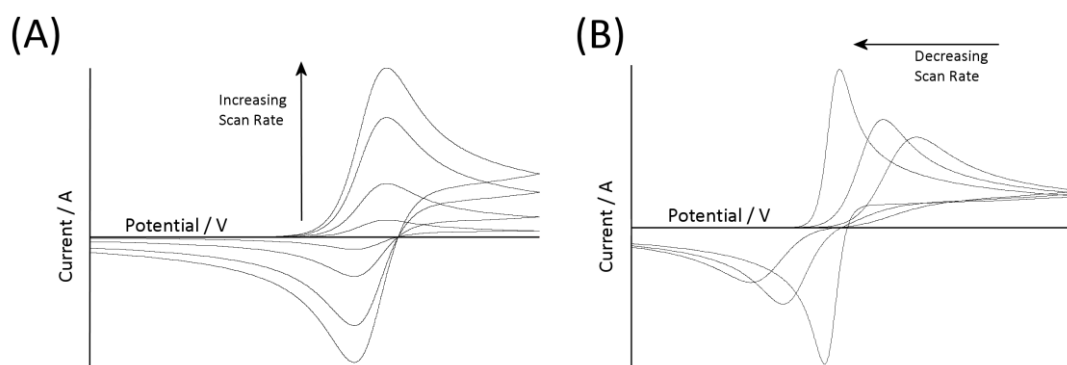 (A)
Increasing
Scan Rate
Potential / V
Current / A
(B)
Decreasing
Scan Rate
Potential / V
Current / A